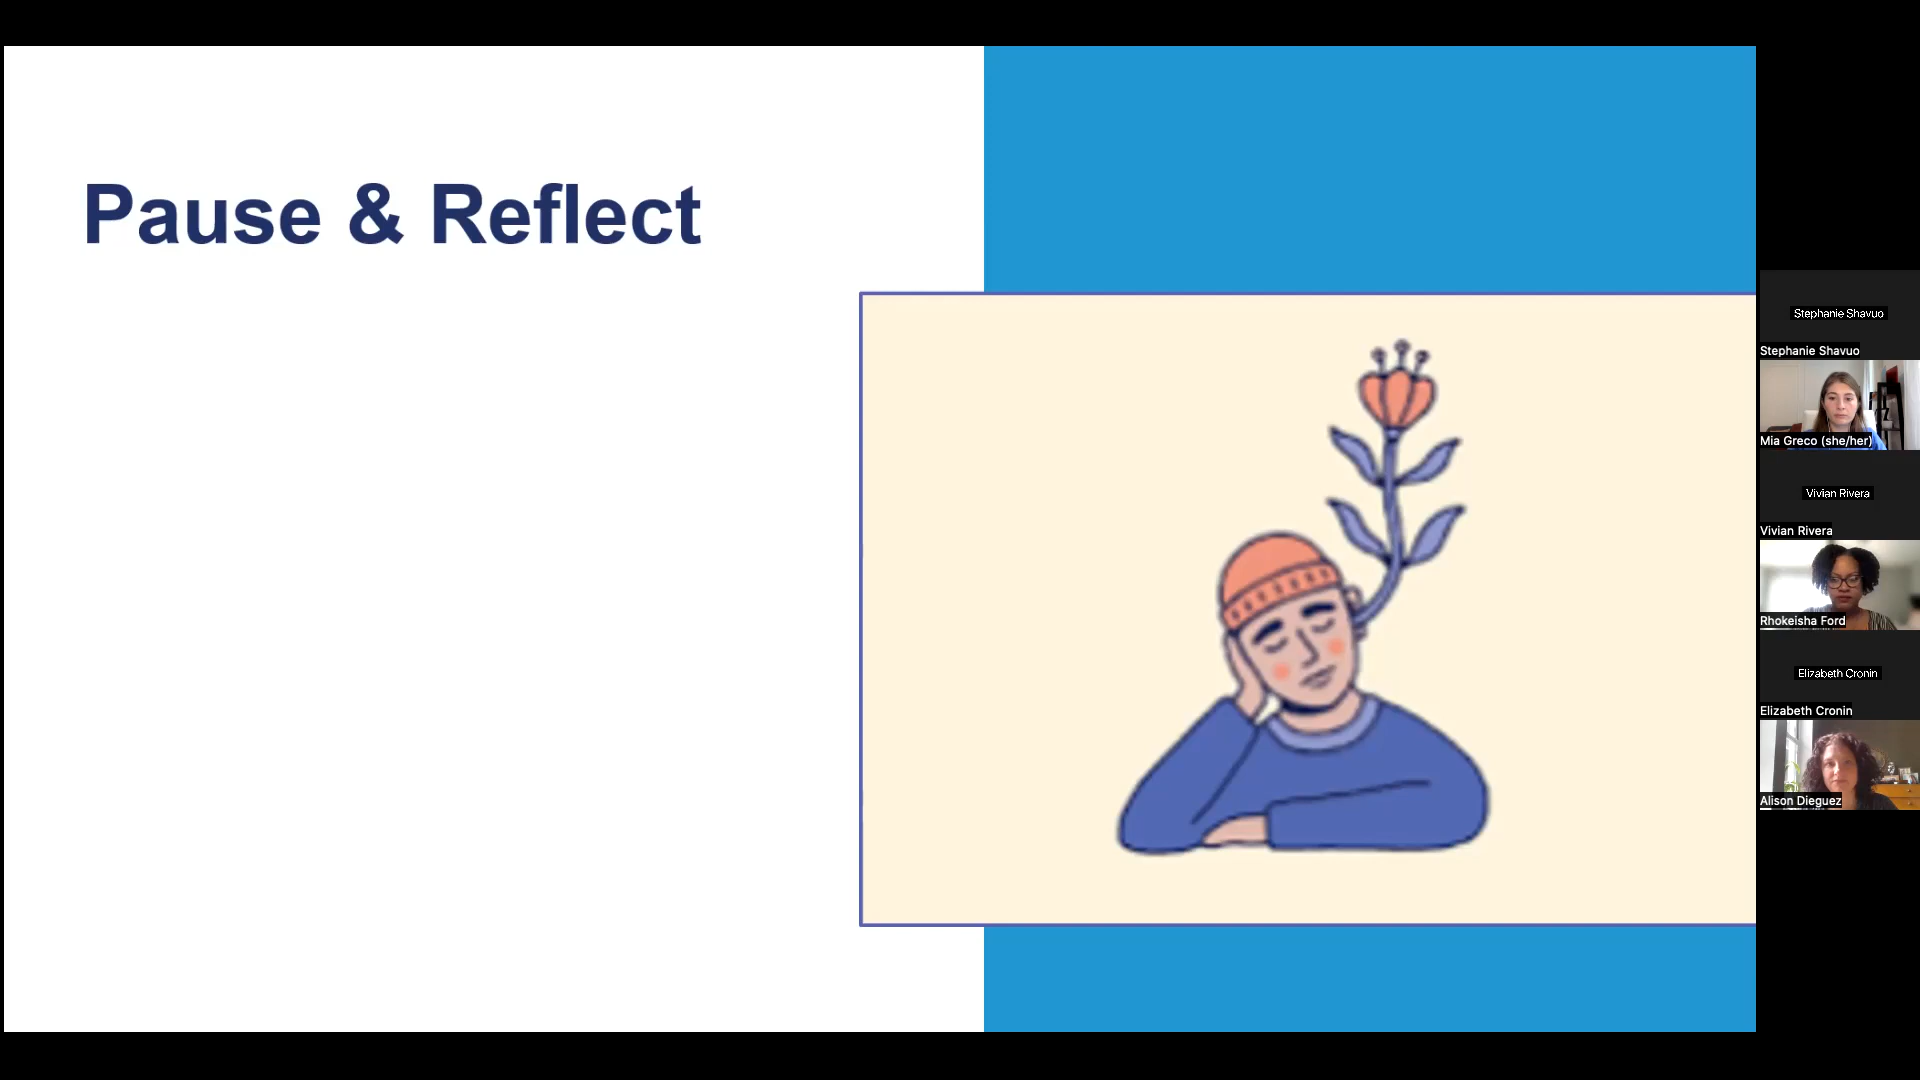 Pause & Reflect
Stephanie Shavuo
Stephanie Shavuo
Mia Greco (she/her)
Vivian Rivera
Vivian Rivera
Rhokeisha Ford
Elizabeth Cronin
Elizabeth Cronin
Alison Dieguez